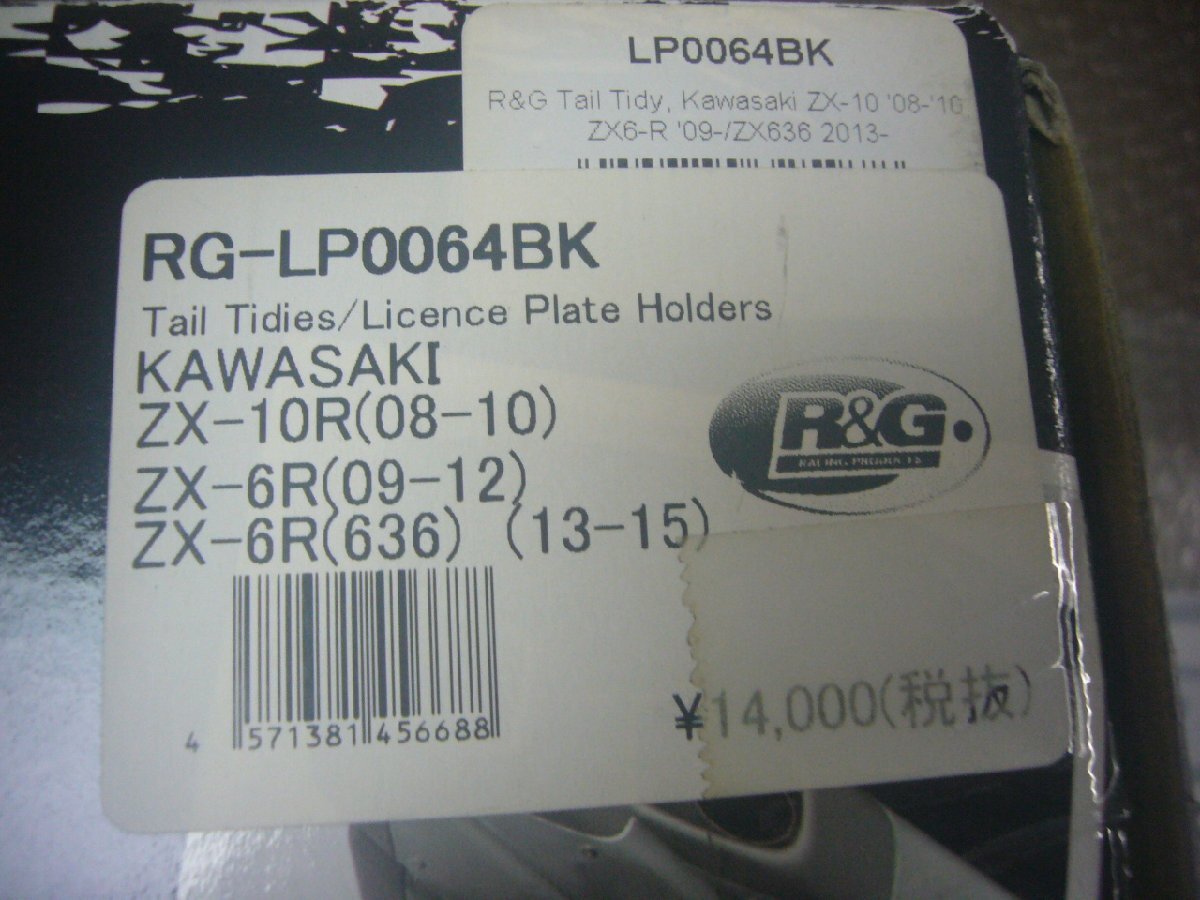 LP0064BK
R&G Tail Tidy, Kawasaki ZX-10 '08-'10
ZX6-R '09-/ZX636 2013-
RG-LP0064BK
Tail Tidies/Licence Plate Holders
KAWASAKI
ZX-10R(08-10)
ZX-6R(09-12)
ZX-6R(636) (13-15)
R&G
RACING PRODUCTS
4 571381 456688
¥14,000(税抜)